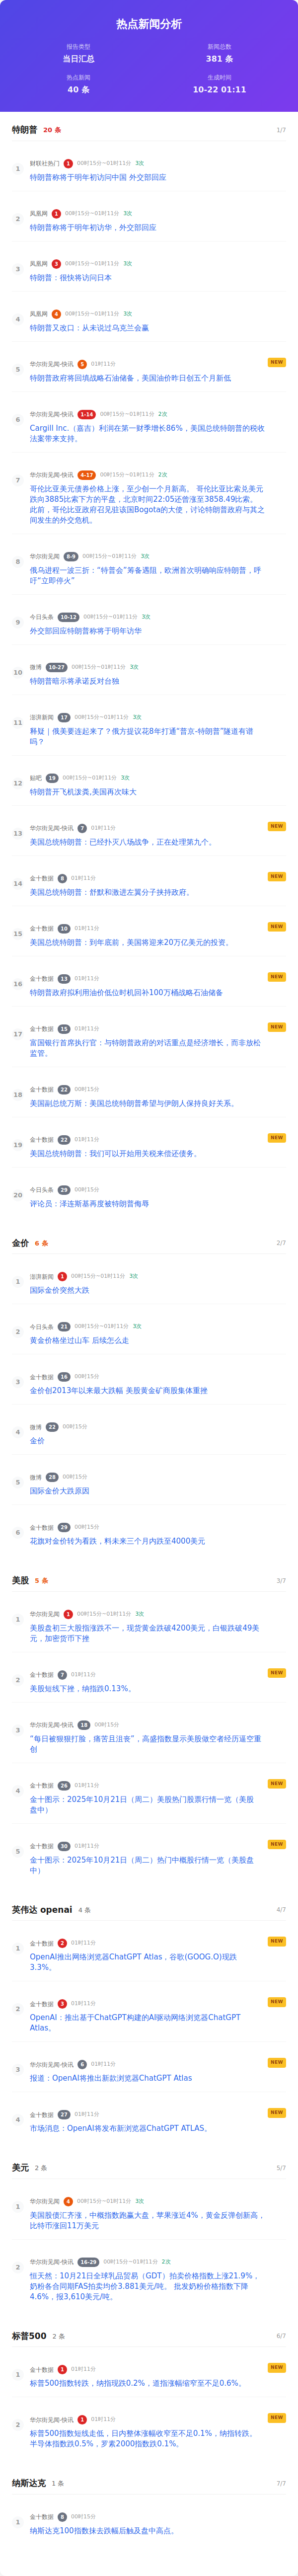 热点新闻分析
报告类型
新闻总数
当日汇总
381 条
热点新闻
生成时间
40 条
10-22 01:11
特朗普 20 条 1/7
1
财联社热门 1 00时15分~01时11分 3次
特朗普称将于明年初访问中国 外交部回应
2
凤凰网 1 00时15分~01时11分 3次
特朗普称将于明年初访华，外交部回应
3
凤凰网 3 00时15分~01时11分 3次
特朗普：很快将访问日本
4
凤凰网 4 00时15分~01时11分 3次
特朗普又改口：从未说过乌克兰会赢
5
华尔街见闻-快讯 5 01时11分 NEW
特朗普政府将回填战略石油储备，美国油价昨日创五个月新低
6
华尔街见闻-快讯 1-14 00时15分~01时11分 2次
Cargill Inc.（嘉吉）利润在第一财季增长86%，美国总统特朗普的税收
法案带来支持。
7
华尔街见闻-快讯 4-17 00时15分~01时11分 2次
哥伦比亚美元债券价格上涨，至少创一个月新高。 哥伦比亚比索兑美元
跌向3885比索下方的平盘，北京时间22:05还曾涨至3858.49比索。
此前，哥伦比亚政府召见驻该国Bogota的大使，讨论特朗普政府与其之
间发生的外交危机。
8
华尔街见闻 8-9 00时15分~01时11分 3次
俄乌进程一波三折：“特普会”筹备遇阻，欧洲首次明确响应特朗普，呼
吁“立即停火”
9
今日头条 10-12 00时15分~01时11分 3次
外交部回应特朗普称将于明年访华
10
微博 10-27 00时15分~01时11分 3次
特朗普暗示将承诺反对台独
11
澎湃新闻 17 00时15分~01时11分 3次
释疑｜俄美要连起来了？俄方提议花8年打通“普京-特朗普”隧道有谱
吗？
12
贴吧 19 00时15分~01时11分 3次
特朗普开飞机泼粪,美国再次味大
13
华尔街见闻-快讯 7 01时11分 NEW
美国总统特朗普：已经扑灭八场战争，正在处理第九个。
14
金十数据 8 01时11分 NEW
美国总统特朗普：舒默和激进左翼分子挟持政府。
15
金十数据 10 01时11分 NEW
美国总统特朗普：到年底前，美国将迎来20万亿美元的投资。
16
金十数据 13 01时11分 NEW
特朗普政府拟利用油价低位时机回补100万桶战略石油储备
17
金十数据 15 01时11分 NEW
富国银行首席执行官：与特朗普政府的对话重点是经济增长，而非放松
监管。
18
金十数据 22 00时15分
美国副总统万斯：美国总统特朗普希望与伊朗人保持良好关系。
19
金十数据 22 01时11分 NEW
美国总统特朗普：我们可以开始用关税来偿还债务。
20
今日头条 29 00时15分
评论员：泽连斯基再度被特朗普侮辱
金价 6 条 2/7
1
澎湃新闻 1 00时15分~01时11分 3次
国际金价突然大跌
2
今日头条 21 00时15分~01时11分 3次
黄金价格坐过山车 后续怎么走
3
金十数据 16 00时15分
金价创2013年以来最大跌幅 美股黄金矿商股集体重挫
4
微博 22 00时15分
金价
5
微博 28 00时15分
国际金价大跌原因
6
金十数据 29 00时15分
花旗对金价转为看跌，料未来三个月内跌至4000美元
美股 5 条 3/7
1
华尔街见闻 1 00时15分~01时11分 3次
美股盘初三大股指涨跌不一，现货黄金跌破4200美元，白银跌破49美
元，加密货币下挫
2
金十数据 7 01时11分 NEW
美股短线下挫，纳指跌0.13%。
3
华尔街见闻-快讯 18 00时15分
“每日被狠狠打脸，痛苦且沮丧”，高盛指数显示美股做空者经历逼空重
创
4
金十数据 26 01时11分 NEW
金十图示：2025年10月21日（周二）美股热门股票行情一览（美股
盘中）
5
金十数据 30 01时11分 NEW
金十图示：2025年10月21日（周二）热门中概股行情一览（美股盘
中）
英伟达 openai 4 条 4/7
1
金十数据 2 01时11分 NEW
OpenAI推出网络浏览器ChatGPT Atlas，谷歌(GOOG.O)现跌
3.3%。
2
金十数据 3 01时11分 NEW
OpenAI：推出基于ChatGPT构建的AI驱动网络浏览器ChatGPT
Atlas。
3
华尔街见闻-快讯 6 01时11分 NEW
报道：OpenAI将推出新款浏览器ChatGPT Atlas
4
金十数据 27 01时11分 NEW
市场消息：OpenAI将发布新浏览器ChatGPT ATLAS。
美元 2 条 5/7
1
华尔街见闻 4 00时15分~01时11分 3次
美国股债汇齐涨，中概指数跑赢大盘，苹果涨近4%，黄金反弹创新高，
比特币涨回11万美元
2
华尔街见闻-快讯 16-29 00时15分~01时11分 2次
恒天然：10月21日全球乳品贸易（GDT）拍卖价格指数上涨21.9%，
奶粉各合同期FAS拍卖均价3.881美元/吨。 批发奶粉价格指数下降
4.6%，报3,610美元/吨。
标普500 2 条 6/7
1
金十数据 1 01时11分 NEW
标普500指数转跌，纳指现跌0.2%，道指涨幅缩窄至不足0.6%。
2
华尔街见闻-快讯 1 01时11分 NEW
标普500指数短线走低，日内整体涨幅收窄至不足0.1%，纳指转跌。
半导体指数跌0.5%，罗素2000指数跌0.1%。
纳斯达克 1 条 7/7
1
金十数据 8 00时15分
纳斯达克100指数抹去跌幅后触及盘中高点。